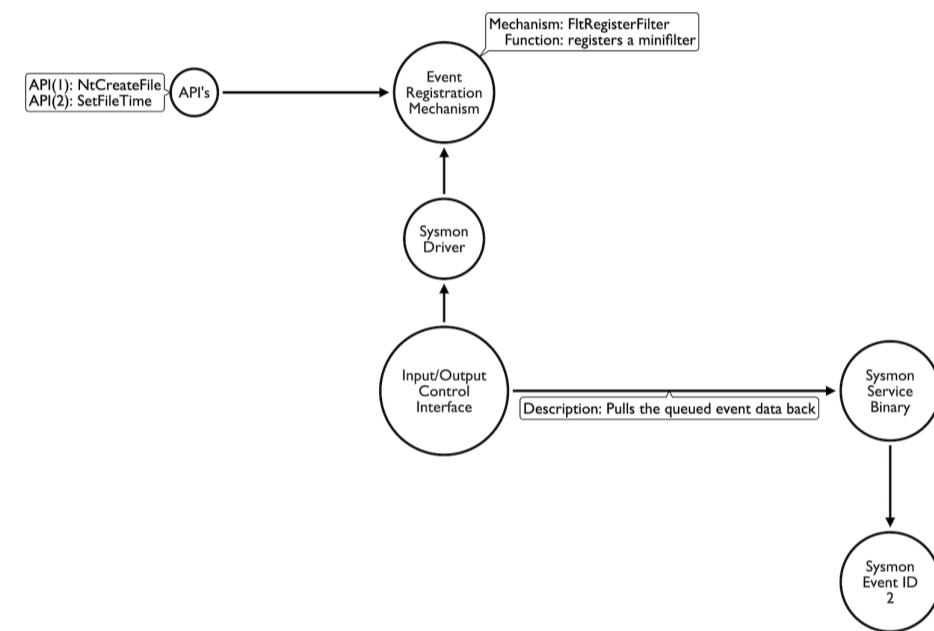 Mechanism: FltRegisterFilter
Function: registers a minifilter
Event
Registration
Mechanism
API(1): NtCreateFile
API(2): SetFileTime
API's
Sysmon
Driver
Input/Output
Control
Interface
Description: Pulls the queued event data back
Sysmon
Service
Binary
Sysmon
Event ID
2